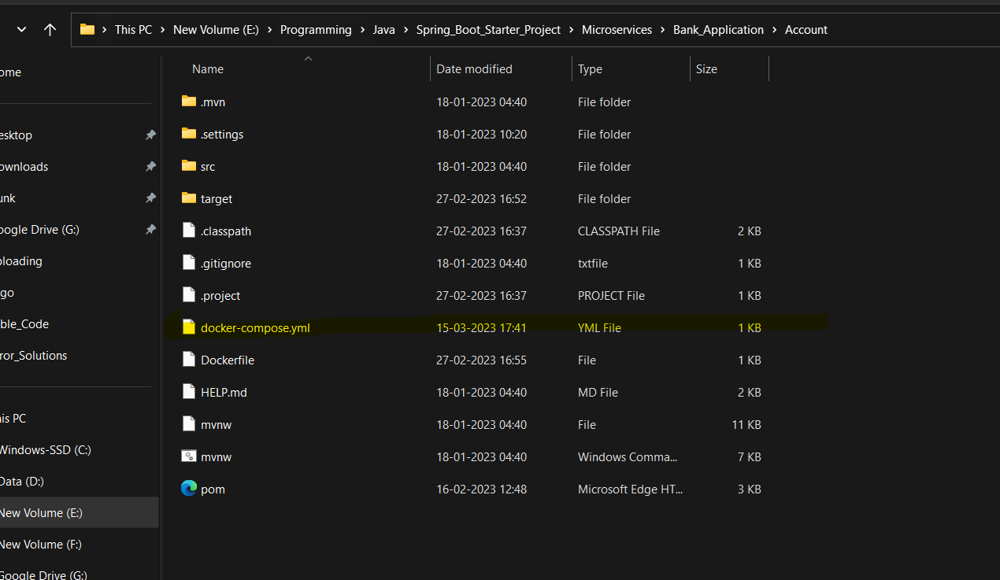 This PC > New Volume (E:) > Programming > Java > Spring_Boot_Starter_Project > Microservices > Bank_Application > Account
Name Date modified Type Size
.mvn 18-01-2023 04:40 File folder
.settings 18-01-2023 10:20 File folder
src 18-01-2023 04:40 File folder
target 27-02-2023 16:52 File folder
.classpath 27-02-2023 16:37 CLASSPATH File 2 KB
.gitignore 18-01-2023 04:40 txtfile 1 KB
.project 27-02-2023 16:37 PROJECT File 1 KB
docker-compose.yml 15-03-2023 17:41 YML File 1 KB
Dockerfile 27-02-2023 16:55 File 1 KB
HELP.md 18-01-2023 04:40 MD File 2 KB
mvnw 18-01-2023 04:40 File 11 KB
mvnw 18-01-2023 04:40 Windows Comma... 7 KB
pom 16-02-2023 12:48 Microsoft Edge HT... 3 KB
ome
esktop
ownloads
unk
oogle Drive (G:)
ploading
go
ble_Code
ror_Solutions
is PC
Windows-SSD (C:)
Data (D:)
New Volume (E:)
New Volume (F:)
Google Drive (G:)